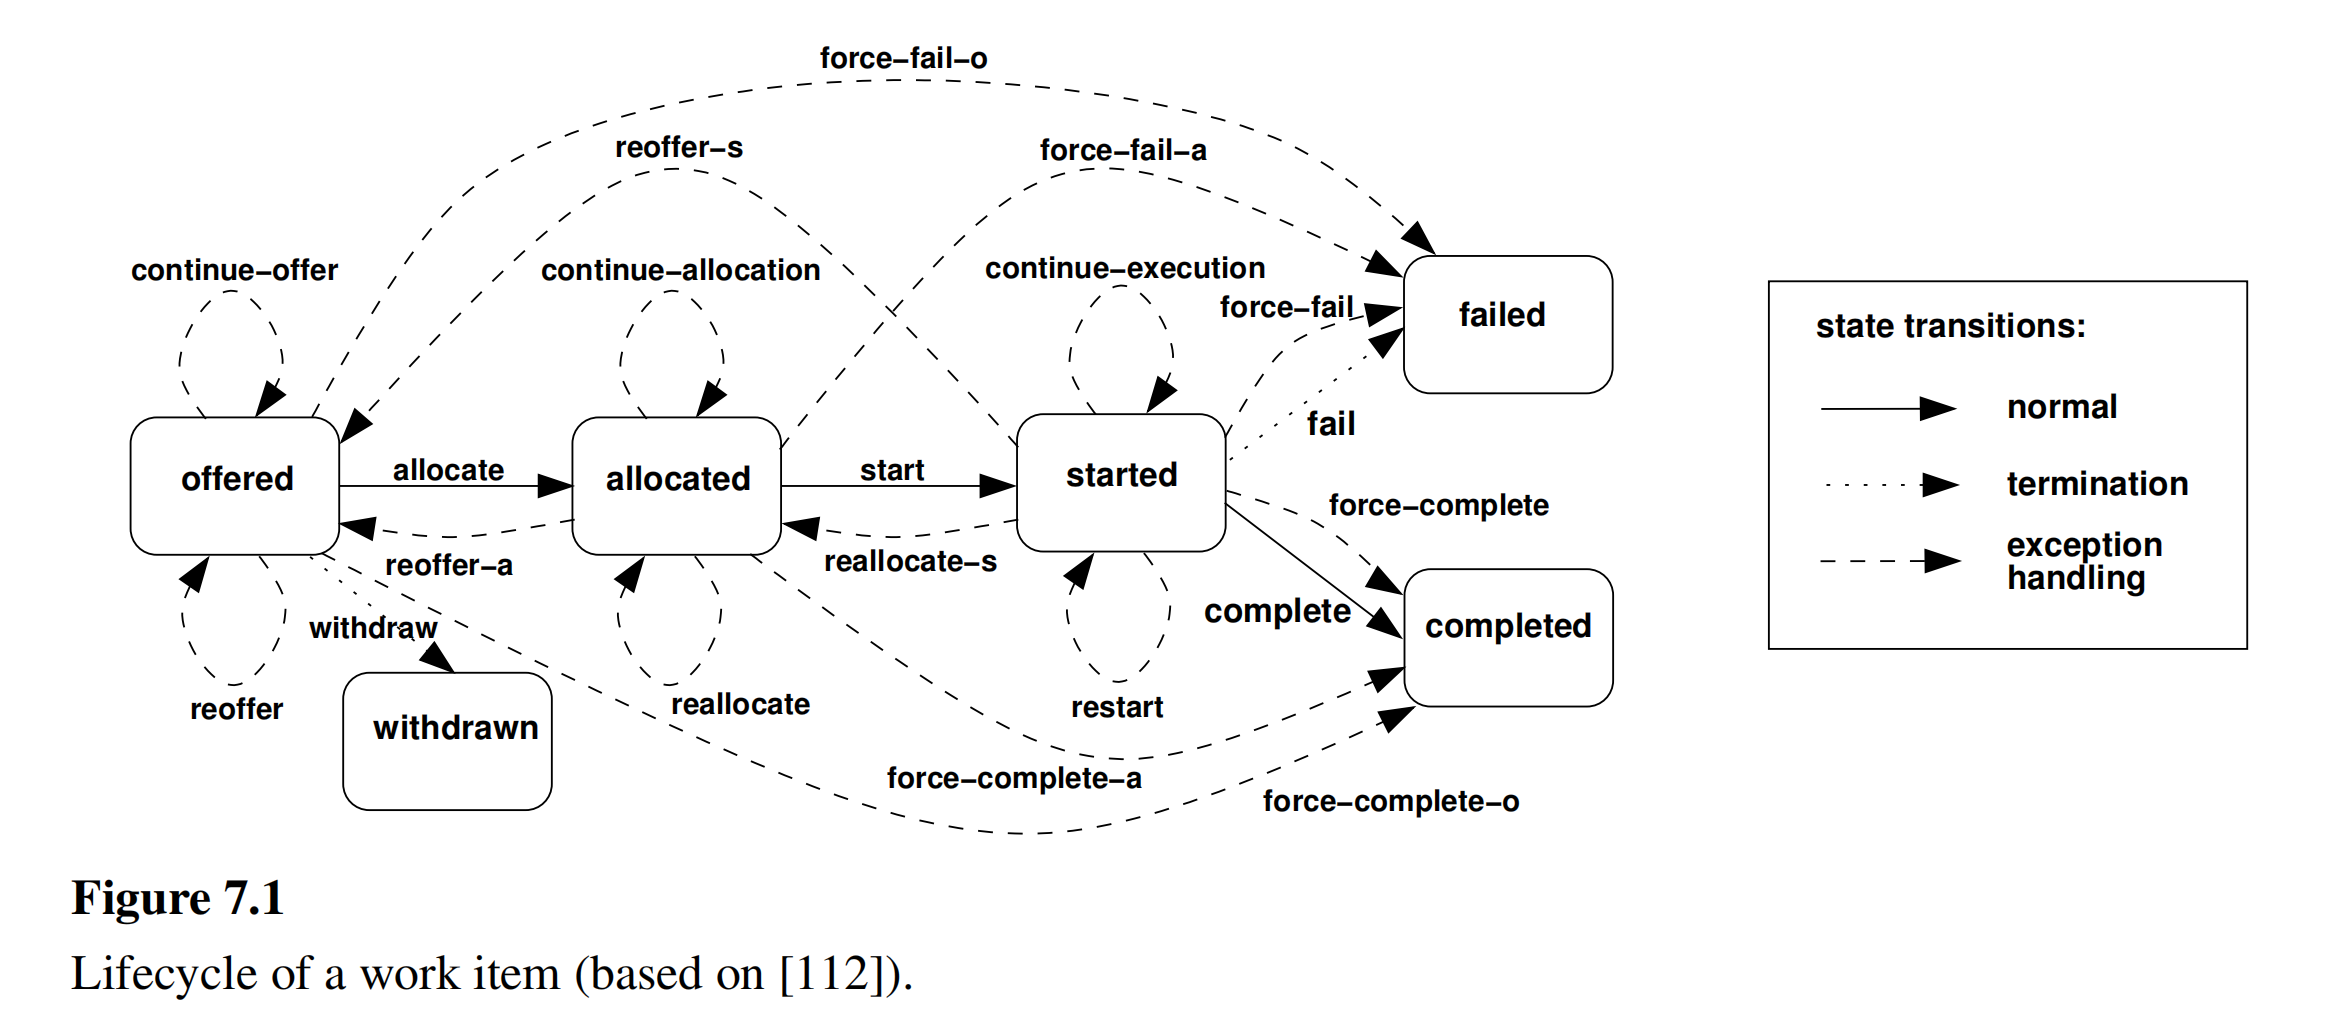 force–fail–o
reoffer–s
force–fail–a
continue–offer
continue–allocation
continue–execution
force–fail
failed
fail
offered
allocate
allocated
start
started
reoffer–a
reallocate–s
force–complete
complete
completed
withdraw
reoffer
withdrawn
reallocate
restart
force–complete–a
force–complete–o
state transitions:
normal
termination
exception
handling
Figure 7.1
Lifecycle of a work item (based on [112]).